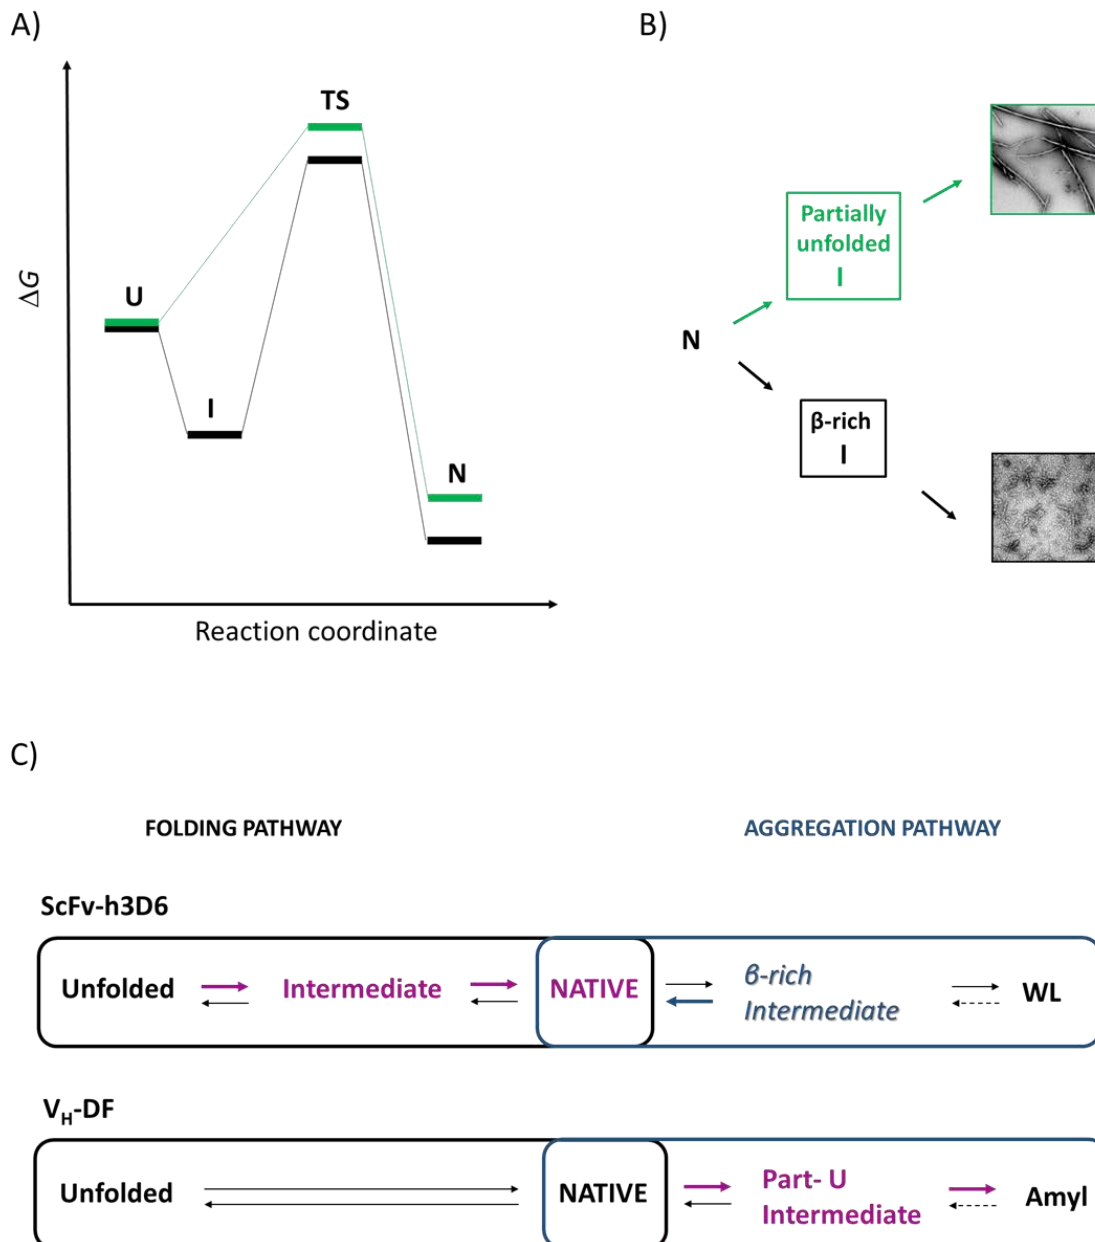 A)
B)
TS
ΔG
U
I
N
Reaction coordinate
Partially
unfolded
I
N
β-rich
I
C)
FOLDING PATHWAY
AGGREGATION PATHWAY
ScFv-h3D6
Unfolded
Intermediate
NATIVE
β-rich
Intermediate
WL
VH-DF
Unfolded
NATIVE
Part- U
Intermediate
Amyl